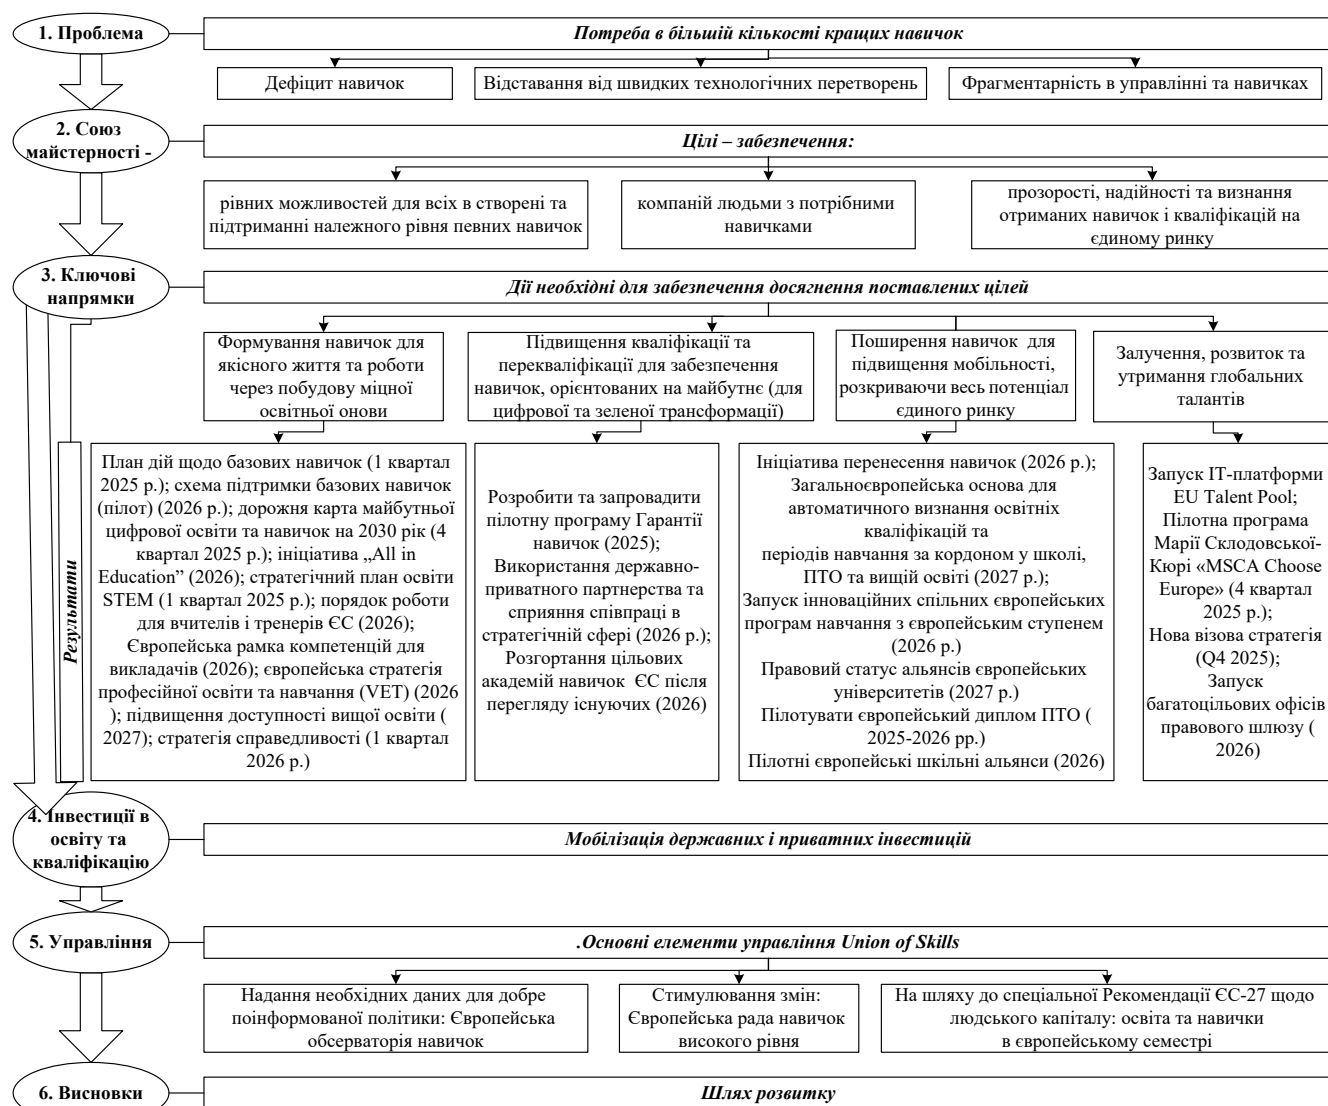 1. Проблема
Потреба в більшій кількості кращих навичок
Дефіцит навичок
Відставання від швидких технологічних перетворень
Фрагментарність в управлінні та навичках
2. Союз
майстерності -
Цілі – забезпечення:
рівних можливостей для всіх в створені та
підтриманні належного рівня певних навичок
компаній людьми з потрібними
навичками
прозорості, надійності та визнання
отриманих навичок і кваліфікацій на
єдиному ринку
3. Ключові
напрямки
Дії необхідні для забезпечення досягнення поставлених цілей
Формування навичок для
якісного життя та роботи
через побудову міцної
освітньої онови
Підвищення кваліфікації та
перекваліфікації для забезпечення
навичок, орієнтованих на майбутнє (для
цифрової та зеленої трансформації)
Поширення навичок для
підвищення мобільності,
розкриваючи весь потенціал
єдиного ринку
Залучення, розвиток та
утримання глобальних
талантів
Результати
План дій щодо базових навичок (1 квартал
2025 р.); схема підтримки базових навичок
(пілот) (2026 р.); дорожня карта майбутньої
цифрової освіти та навичок на 2030 рік (4
квартал 2025 р.); ініціатива „All in
Education” (2026); стратегічний план освіти
STEM (1 квартал 2025 р.); порядок роботи
для вчителів і тренерів ЄС (2026);
Європейська рамка компетенцій для
викладачів (2026); європейська стратегія
професійної освіти та навчання (VET) (2026
); підвищення доступності вищої освіти (
2027); стратегія справедливості (1 квартал
2026 р.)
Розробити та запровадити
пілотну програму Гарантії
навичок (2025);
Використання державно-
приватного партнерства та
сприяння співпраці в
стратегічній сфері (2026 р.);
Розгортання цільових
академій навичок ЄС після
перегляду існуючих (2026)
Ініціатива перенесення навичок (2026 р.);
Загальноєвропейська основа для
автоматичного визнання освітніх
кваліфікацій та
періодів навчання за кордоном у школі,
ПТО та вищій освіті (2027 р.);
Запуск інноваційних спільних європейських
програм навчання з європейським ступенем
(2026 р.)
Правовий статус альянсів європейських
університетів (2027 р.)
Пілотувати європейський диплом ПТО (
2025-2026 рр.)
Пілотні європейські шкільні альянси (2026)
Запуск IT-платформи
EU Talent Pool;
Пілотна програма
Марії Склодовської-
Кюрі «MSCA Choose
Europe» (4 квартал
2025 р.);
Нова візова стратегія
(Q4 2025);
Запуск
багатоцільових офісів
правового шлюзу (
2026)
4. Інвестиції в
освіту та
кваліфікацію
Мобілізація державних і приватних інвестицій
5. Управління
.Основні елементи управління Union of Skills
Надання необхідних даних для добре
поінформованої політики: Європейська
обсерваторія навичок
Стимулювання змін:
Європейська рада навичок
високого рівня
На шляху до спеціальної Рекомендації ЄС-27 щодо
людського капіталу: освіта та навички
в європейському семестрі
6. Висновки
Шлях розвитку